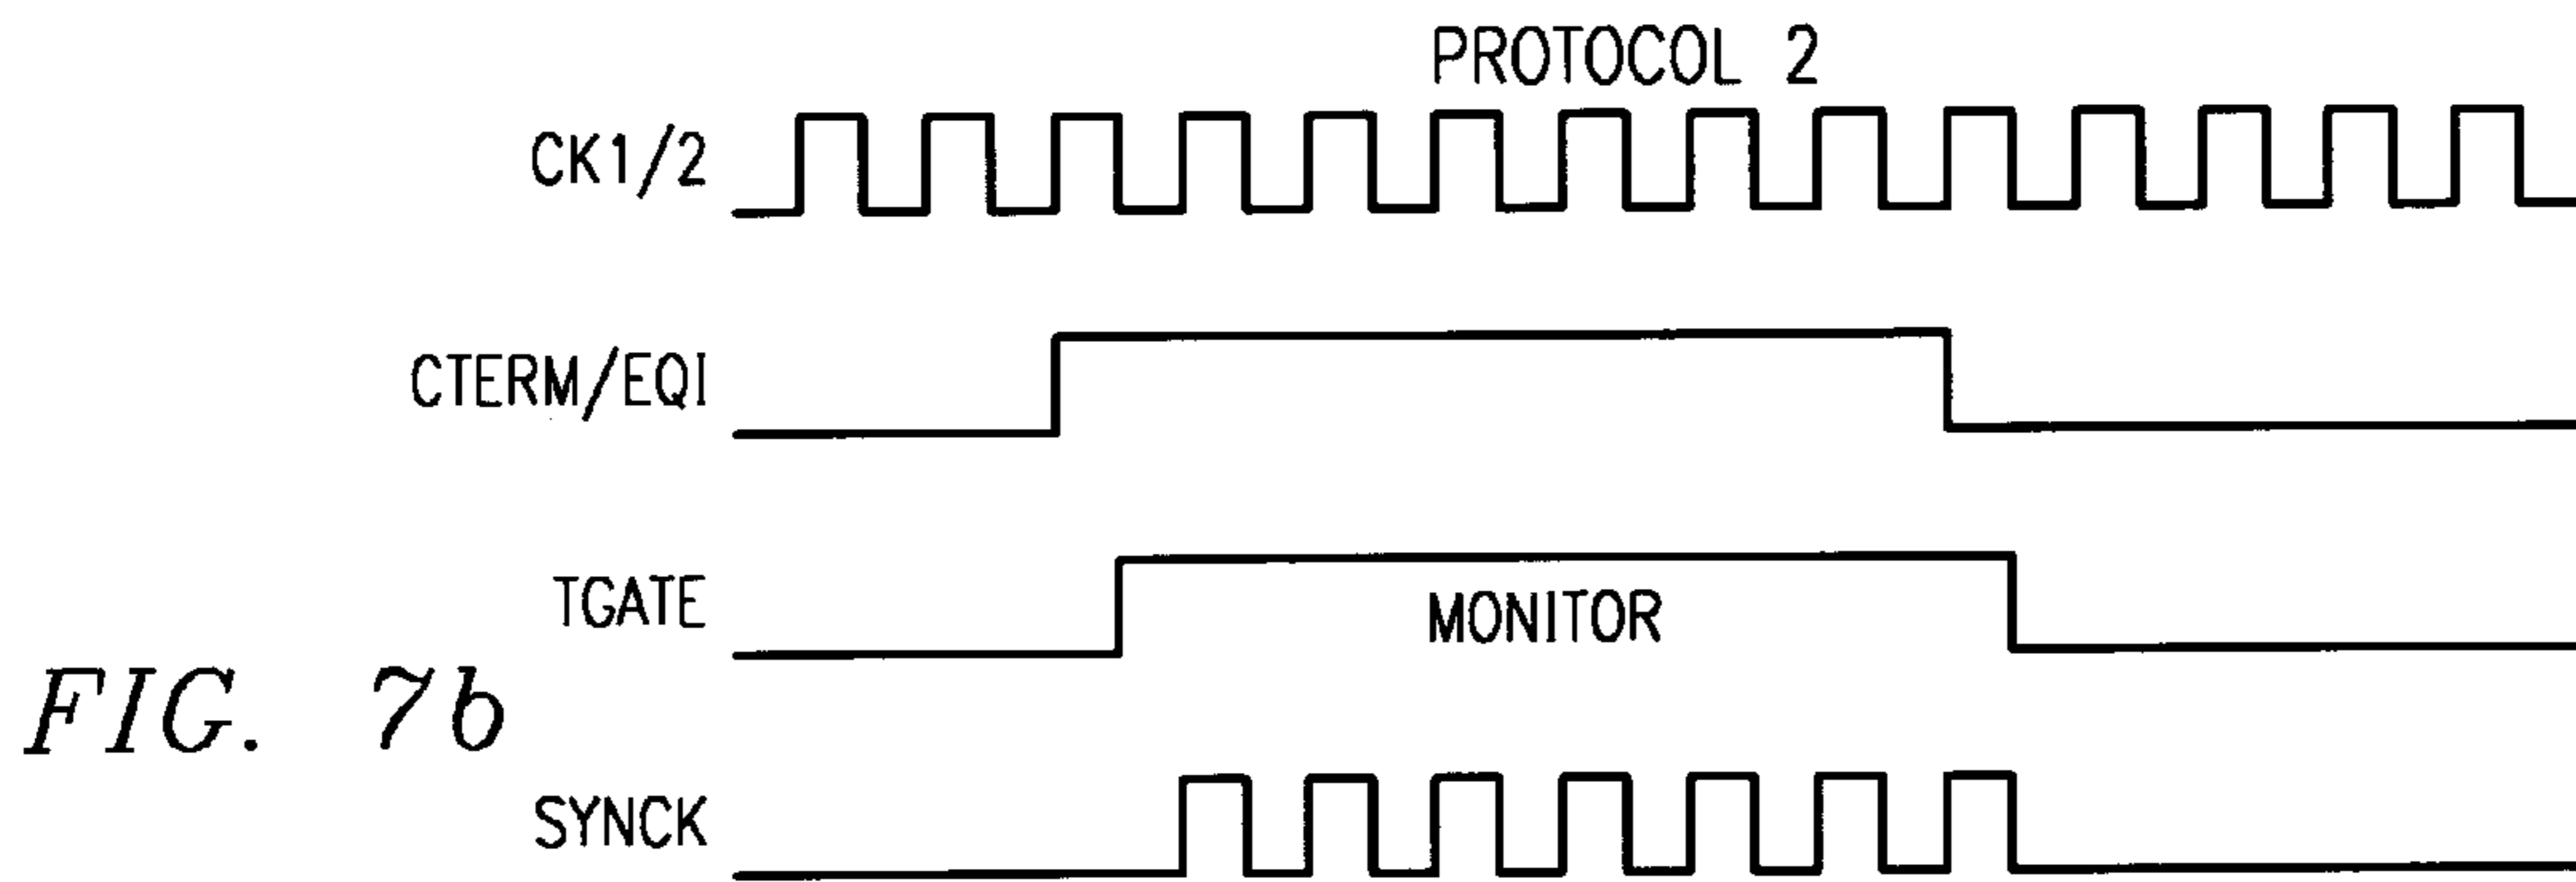 PROTOCOL 2
CK1/2
CTERM/EQI
TGATE
MONITOR
FIG. 7b
SYNCK